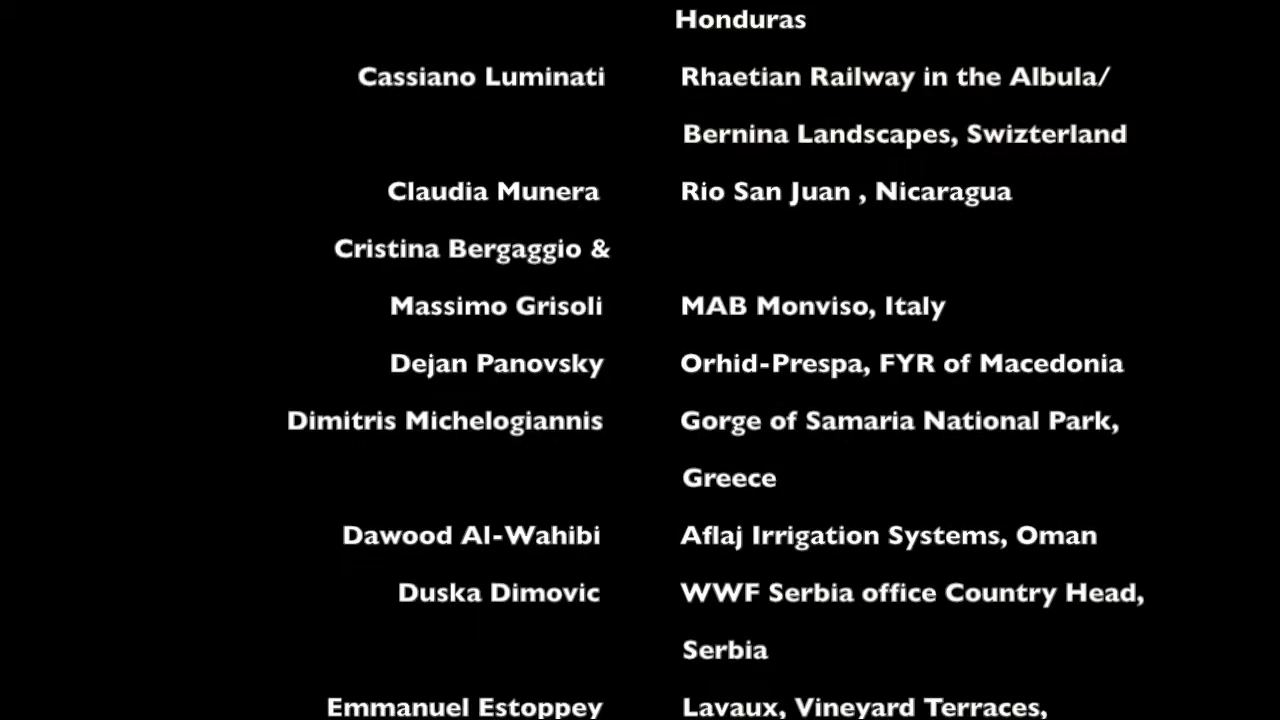 Honduras
Cassiano Luminati Rhaetian Railway in the Albula/
Bernina Landscapes, Swizterland
Claudia Munera Rio San Juan , Nicaragua
Cristina Bergaggio &
Massimo Grisoli MAB Monviso, Italy
Dejan Panovsky Orhid-Prespa, FYR of Macedonia
Dimitris Michelogiannis Gorge of Samaria National Park,
Greece
Dawood Al-Wahibi Aflaj Irrigation Systems, Oman
Duska Dimovic WWF Serbia office Country Head,
Serbia
Emmanuel Estoppey Lavaux, Vineyard Terraces,